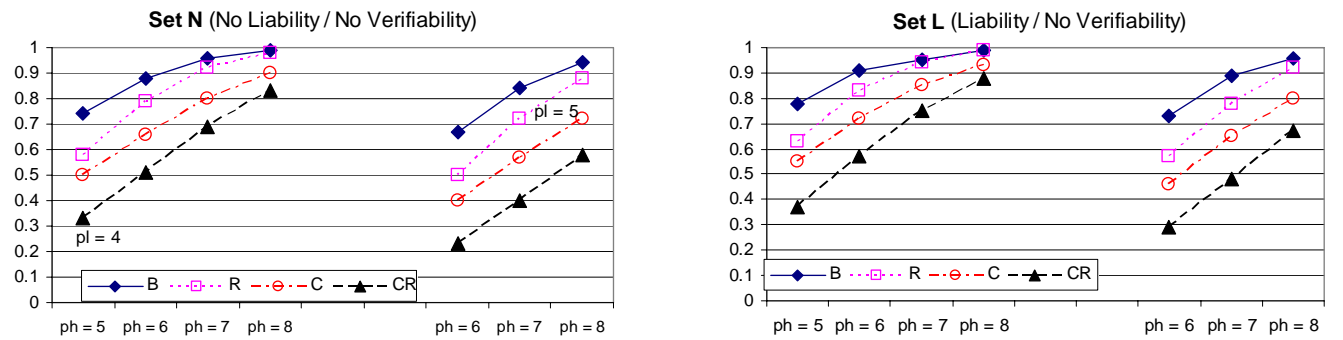 Set N (No Liability / No Verifiability)
1
0.9
0.8
0.7
0.6
0.5
0.4
0.3
0.2
0.1
0
pl = 5
pl = 4
B R C CR
ph = 5 ph = 6 ph = 7 ph = 8 ph = 6 ph = 7 ph = 8
Set L (Liability / No Verifiability)
1
0.9
0.8
0.7
0.6
0.5
0.4
0.3
0.2
0.1
0
B R C CR
ph = 5 ph = 6 ph = 7 ph = 8 ph = 6 ph = 7 ph = 8